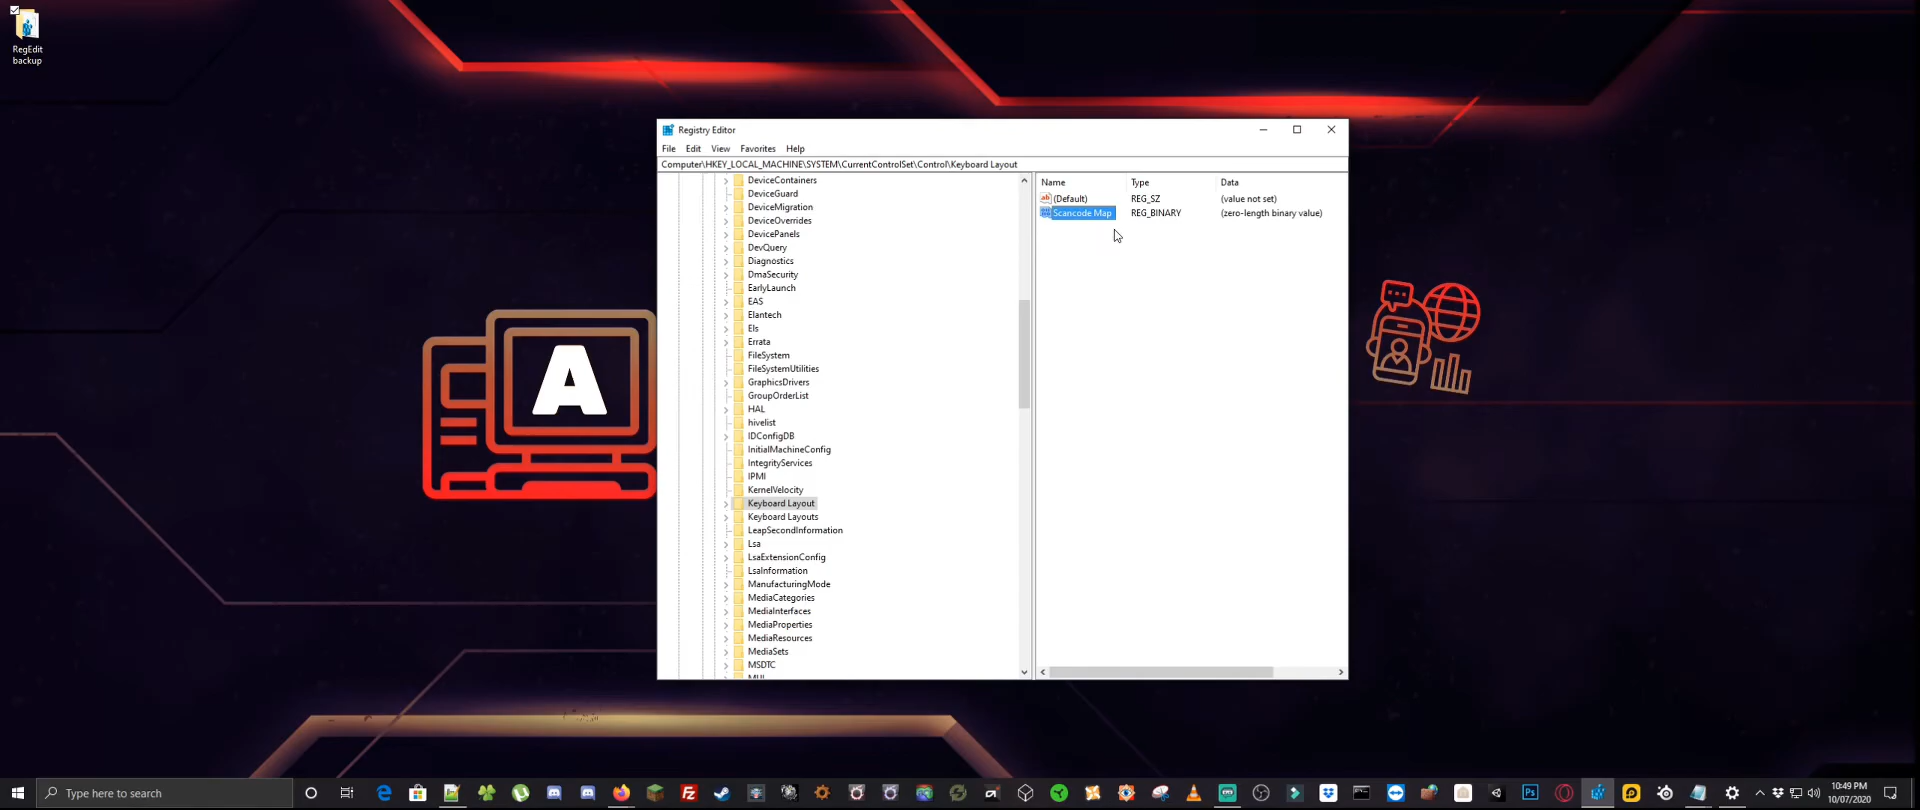 RegEdit
backup
A
Registry Editor
File Edit View Favorites Help
Computer\HKEY_LOCAL_MACHINE\SYSTEM\CurrentControlSet\Control\Keyboard Layout
DeviceContainers
DeviceGuard
DeviceMigration
DeviceOverrides
DevicePanels
DevQuery
Diagnostics
DmaSecurity
EarlyLaunch
EAS
Elantech
Els
Errata
FileSystem
FileSystemUtilities
GraphicsDrivers
GroupOrderList
HAL
hivelist
IDConfigDB
InitialMachineConfig
IntegrityServices
IPMI
KernelVelocity
Keyboard Layout
Keyboard Layouts
LeapSecondInformation
Lsa
LsaExtensionConfig
LsaInformation
ManufacturingMode
MediaCategories
MediaInterfaces
MediaProperties
MediaResources
MediaSets
MSDTC
MUI
Name Type Data
(Default) REG_SZ (value not set)
Scancode Map REG_BINARY (zero-length binary value)
Type here to search
10:49 PM
10/07/2020